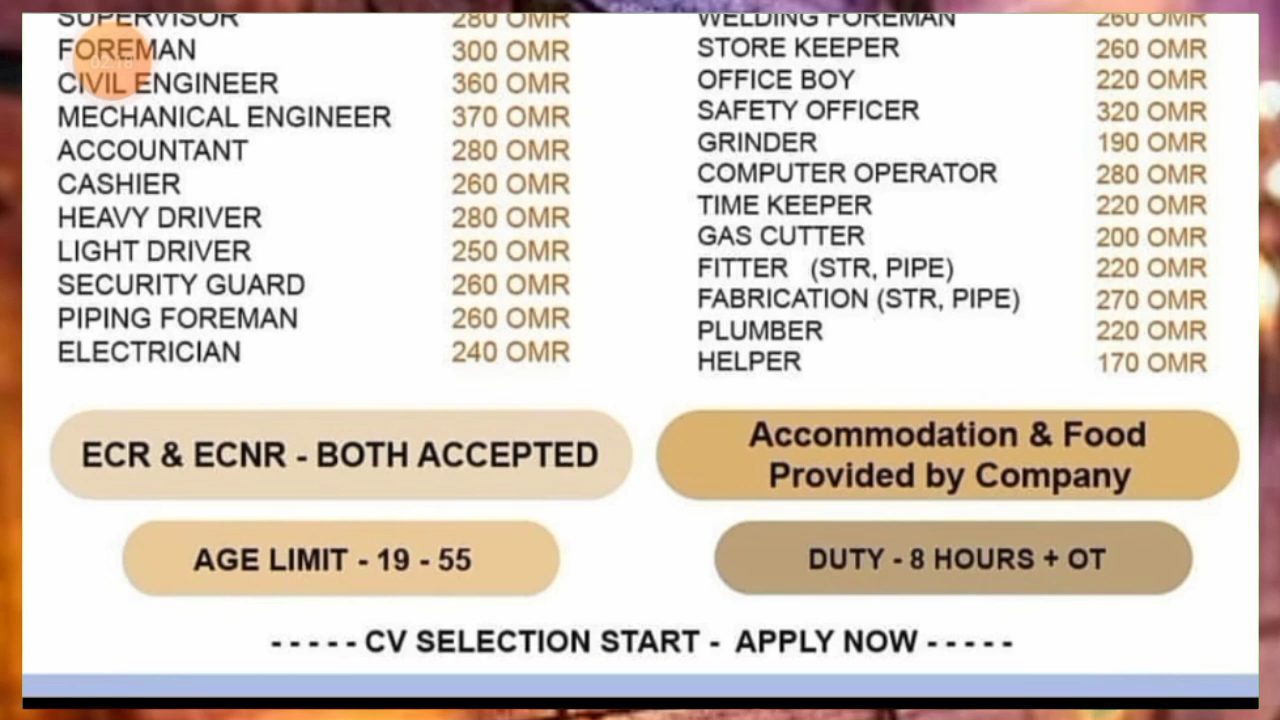 SUPERVISOR 280 OMR
FOREMAN 300 OMR
CIVIL ENGINEER 360 OMR
MECHANICAL ENGINEER 370 OMR
ACCOUNTANT 280 OMR
CASHIER 260 OMR
HEAVY DRIVER 280 OMR
LIGHT DRIVER 250 OMR
SECURITY GUARD 260 OMR
PIPING FOREMAN 260 OMR
ELECTRICIAN 240 OMR
WELDING FOREMAN 260 OMR
STORE KEEPER 260 OMR
OFFICE BOY 220 OMR
SAFETY OFFICER 320 OMR
GRINDER 190 OMR
COMPUTER OPERATOR 280 OMR
TIME KEEPER 220 OMR
GAS CUTTER 200 OMR
FITTER (STR, PIPE) 220 OMR
FABRICATION (STR, PIPE) 270 OMR
PLUMBER 220 OMR
HELPER 170 OMR
ECR & ECNR - BOTH ACCEPTED
Accommodation & Food
Provided by Company
AGE LIMIT - 19 - 55
DUTY - 8 HOURS + OT
- - - - - CV SELECTION START - APPLY NOW - - - - -